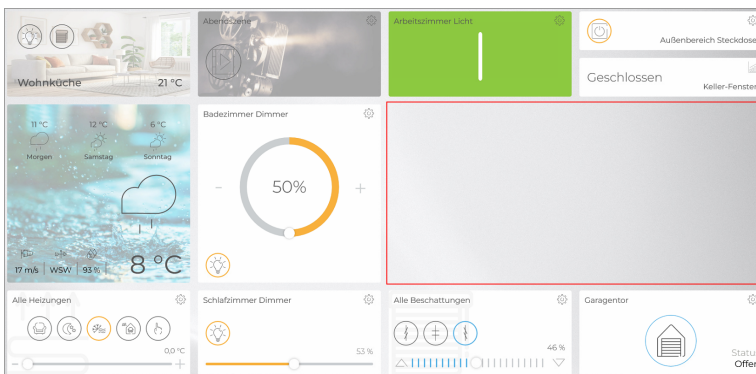 Abendszene
Arbeitszimmer Licht
Außenbereich Steckdose
Wohnküche
21 °C
Geschlossen
Keller-Fenster
11 °C
12 °C
6 °C
Morgen
Samstag
Sonntag
Badezimmer Dimmer
-
50%
+
17 m/s
WSW
93 %
8 °C
Alle Heizungen
0,0 °C
-
+
Schlafzimmer Dimmer
53 %
Alle Beschattungen
46 %
Garagentor
Status
Offen